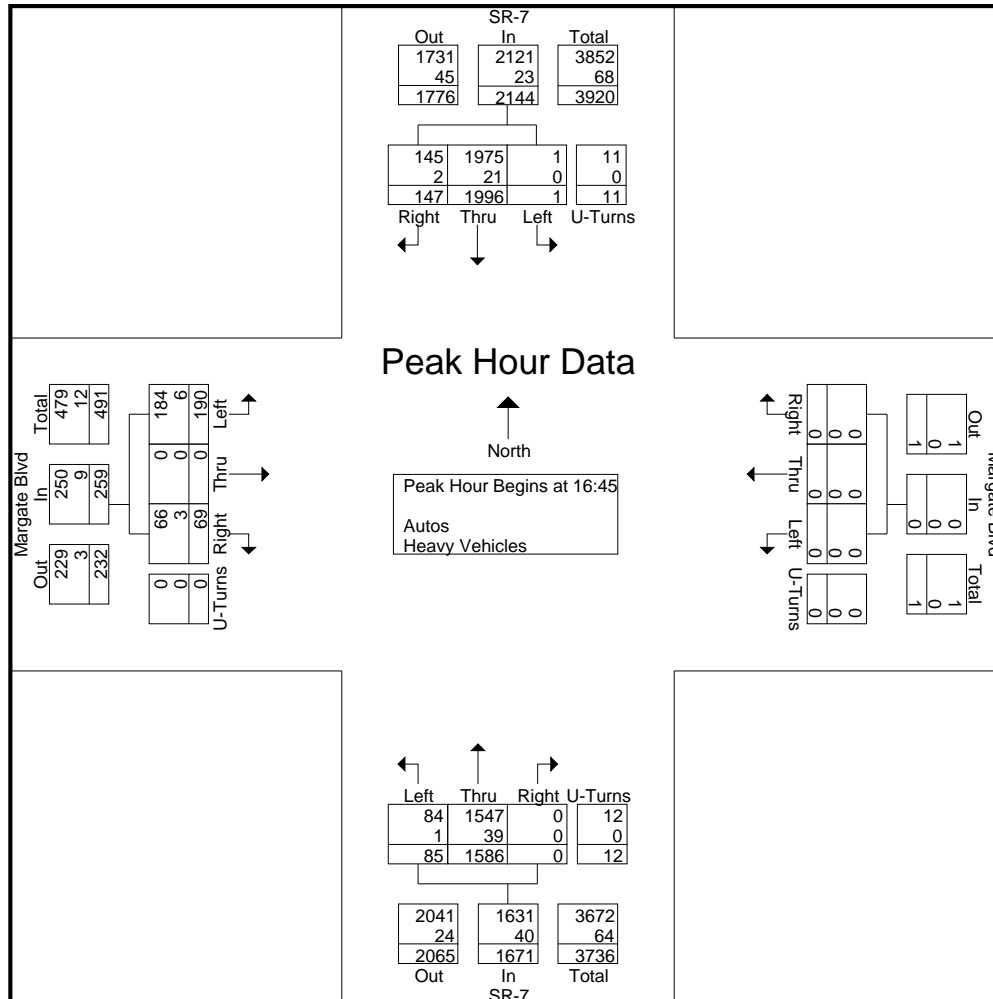 SR-7
Out In Total
1731 2121 3852
45 23 68
1776 2144 3920
145 1975 1 11
2 21 0 0
147 1996 1 11
Right Thru Left U-Turns
Peak Hour Data
North
Peak Hour Begins at 16:45
Autos
Heavy Vehicles
Margate Blvd
Total In Out
479 250 229
12 9 3
491 259 232
184 0 66 0
6 0 3 0
190 0 69 0
Left Thru Right U-Turns
Right Thru Left U-Turns
0 0 0 0
0 0 0 0
0 0 0 0
Out In Total
1 0 1
0 0 0
1 0 1
Margate Blvd
Left Thru Right U-Turns
84 1547 0 12
1 39 0 0
85 1586 0 12
2041 1631 3672
24 40 64
2065 1671 3736
Out In Total
SR-7